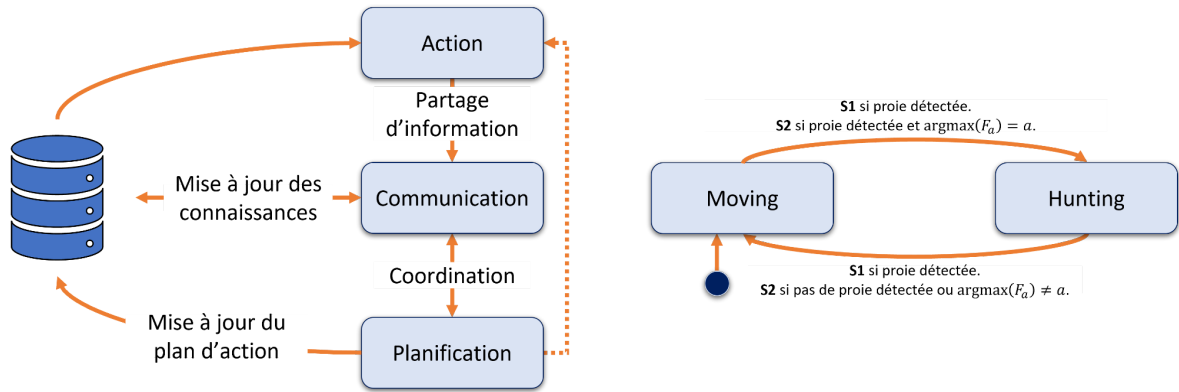 Action
Partage
d’information
Mise à jour des
connaissances
Communication
Coordination
Mise à jour du
plan d’action
Planification
S1 si proie détectée.
S2 si proie détectée et argmax(Fₐ) = a.
Moving
Hunting
S1 si proie détectée.
S2 si pas de proie détectée ou argmax(Fₐ) ≠ a.